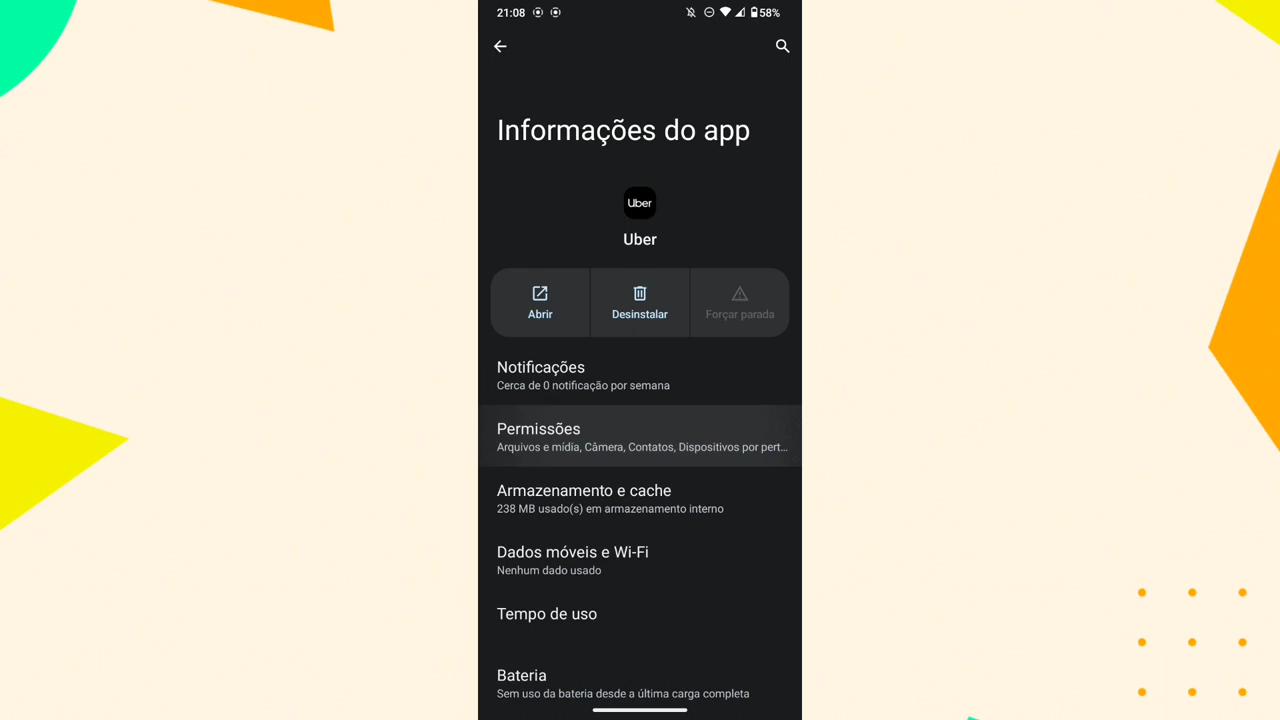 21:08
58%
Informações do app
Uber
Uber
Abrir
Desinstalar
Forçar parada
Notificações
Cerca de 0 notificação por semana
Permissões
Arquivos e mídia, Câmera, Contatos, Dispositivos por pert...
Armazenamento e cache
238 MB usado(s) em armazenamento interno
Dados móveis e Wi-Fi
Nenhum dado usado
Tempo de uso
Bateria
Sem uso da bateria desde a última carga completa